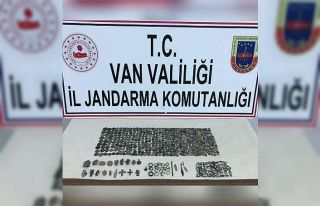 T.C.
VAN VALİLİĞİ
İL JANDARMA KOMUTANLIĞI